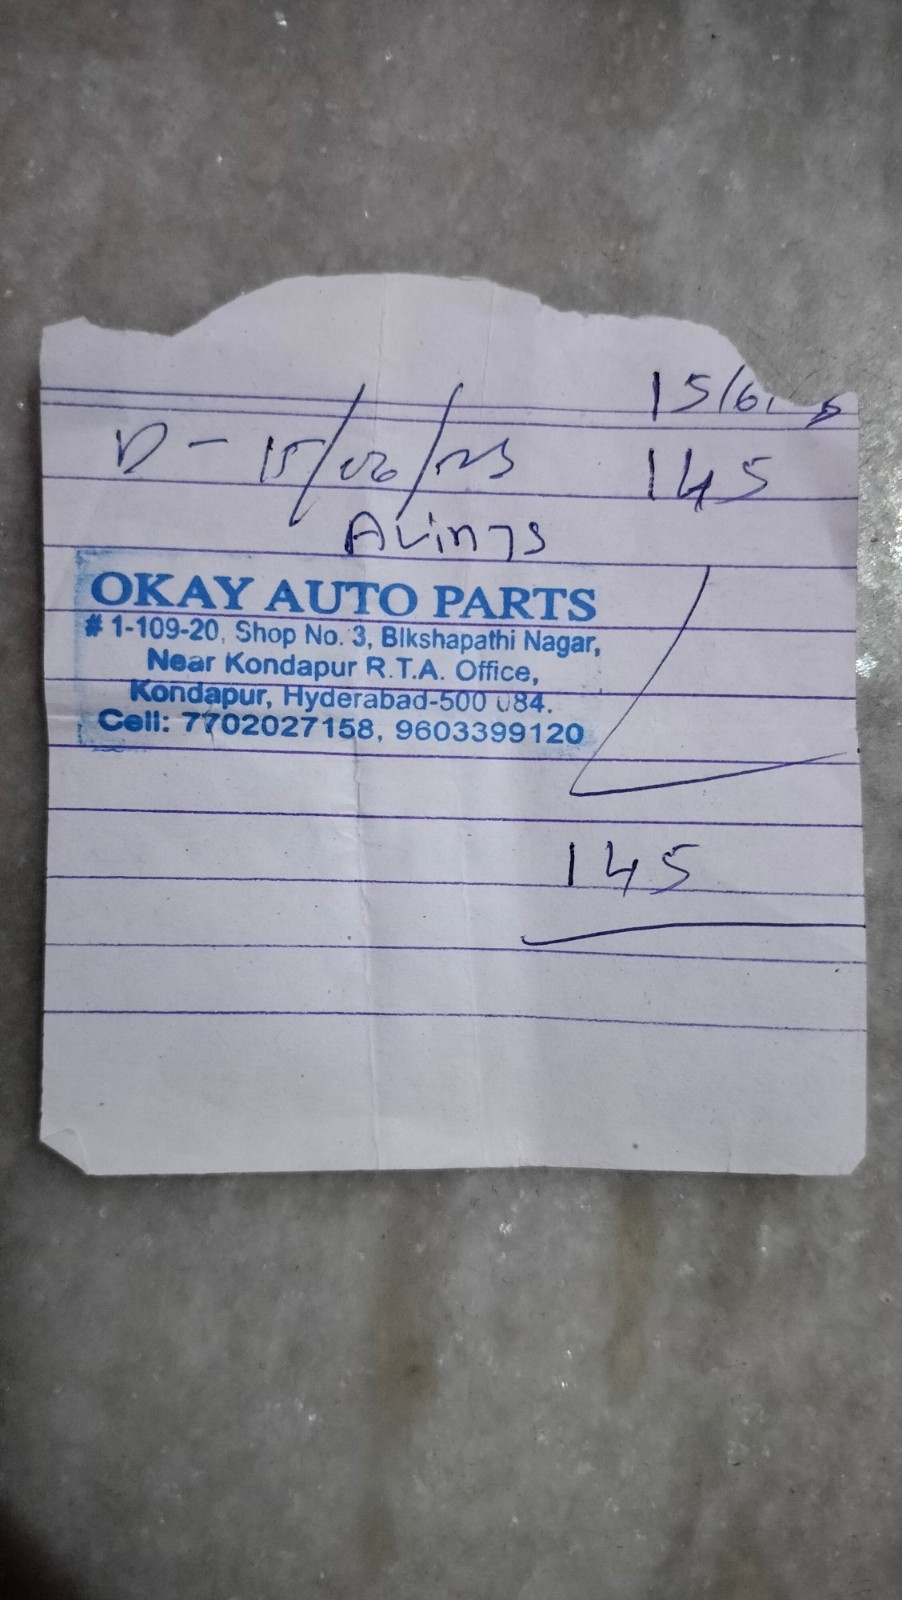 15/6/
D - 15/06/23
145
OKAY AUTO PARTS
# 1-109-20, Shop No. 3, Bikshapathi Nagar,
Near Kondapur R.T.A. Office,
Kondapur, Hyderabad-500 084.
Cell: 7702027158, 9603399120
145